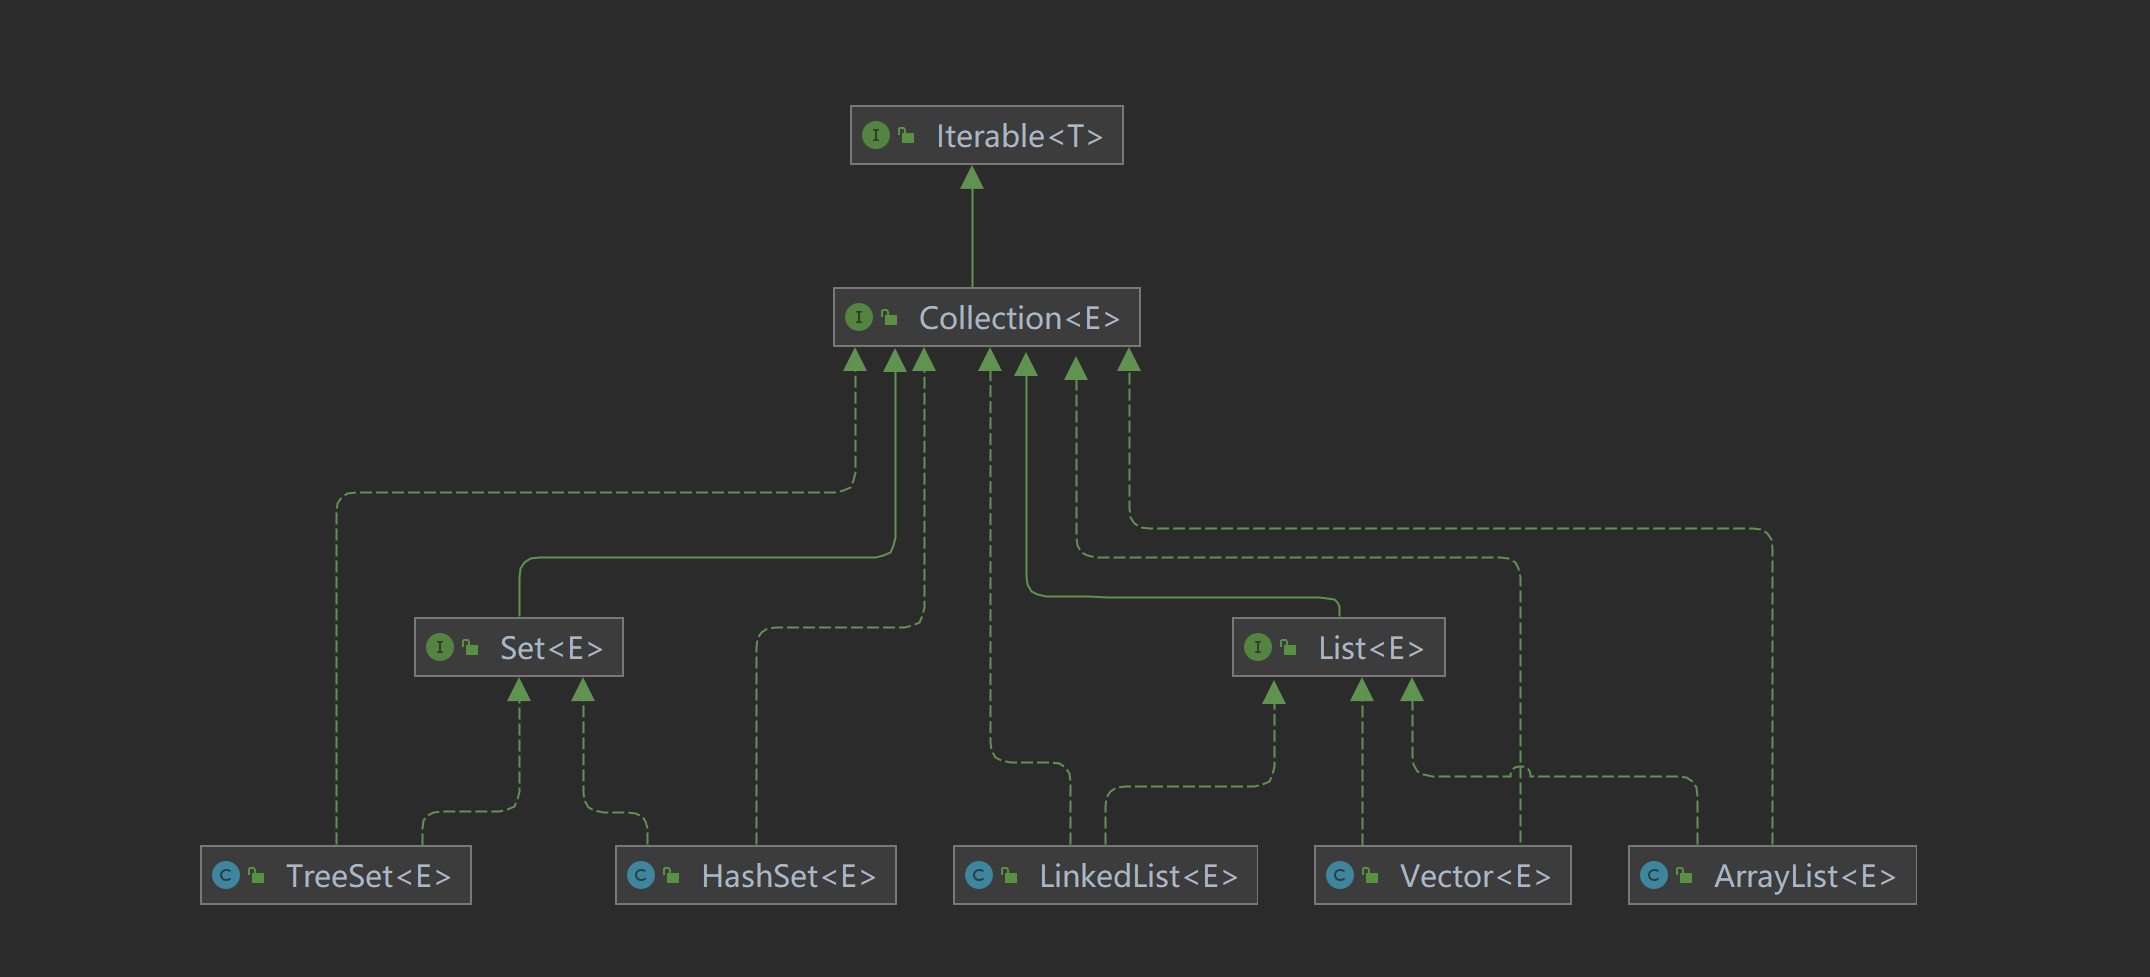 I Iterable<T>
I Collection<E>
I Set<E>
I List<E>
C TreeSet<E>
C HashSet<E>
C LinkedList<E>
C Vector<E>
C ArrayList<E>